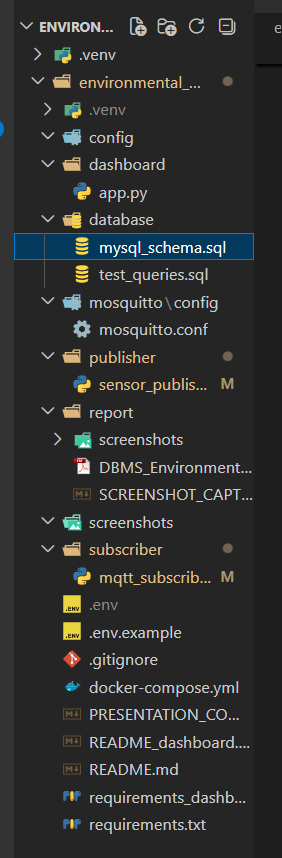 ENVIRON...
.venv
environmental_...
.venv
config
dashboard
app.py
database
mysql_schema.sql
test_queries.sql
mosquitto\config
mosquitto.conf
publisher
sensor_publis... M
report
screenshots
DBMS_Environment...
SCREENSHOT_CAPT...
screenshots
subscriber
mqtt_subscrib... M
.ENV .env
.ENV .env.example
.gitignore
docker-compose.yml
PRESENTATION_CO...
README_dashboard....
README.md
requirements_dashb...
requirements.txt